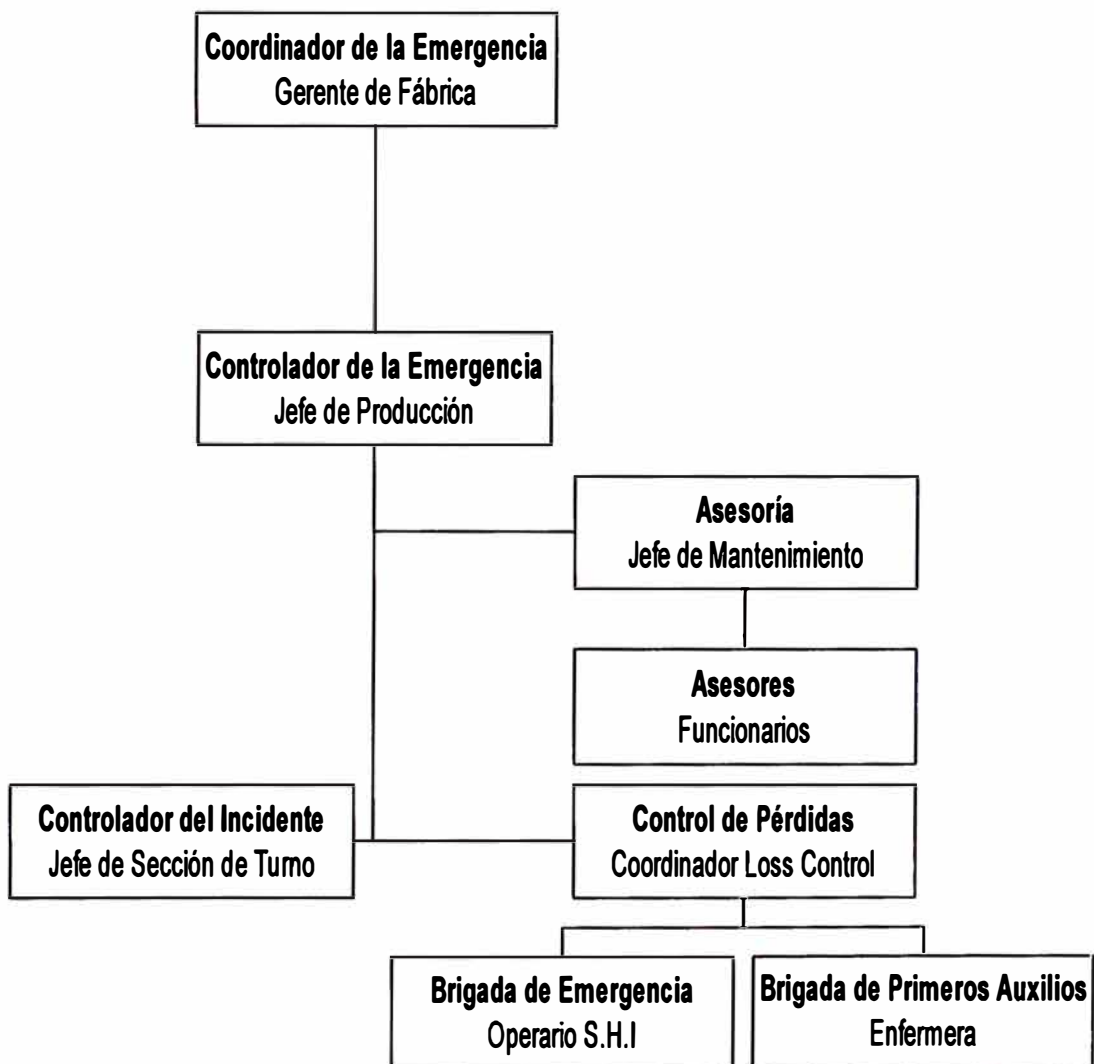 Coordinador de la Emergencia
Gerente de Fábrica
Controlador de la Emergencia
Jefe de Producción
Asesoría
Jefe de Mantenimiento
Asesores
Funcionarios
Controlador del Incidente
Jefe de Sección de Turno
Control de Pérdidas
Coordinador Loss Control
Brigada de Emergencia
Operario S.H.I
Brigada de Primeros Auxilios
Enfermera